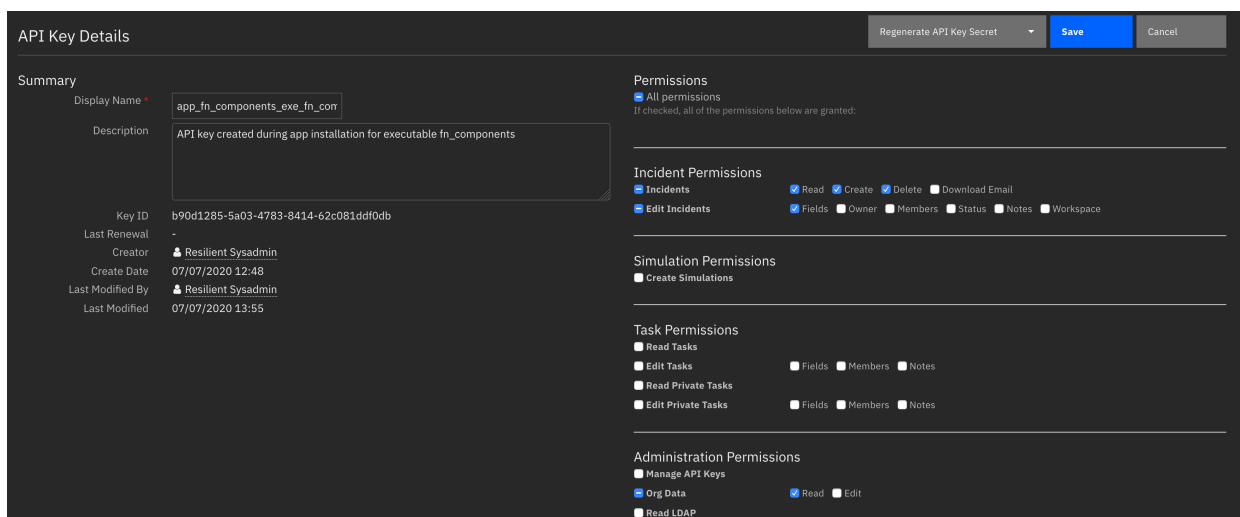 API Key Details
Regenerate API Key Secret
Save
Cancel
Summary
Display Name *
app_fn_components_exe_fn_con
Description
API key created during app installation for executable fn_components
Key ID
b90d1285-5a03-4783-8414-62c081ddf0db
Last Renewal
-
Creator
Resilient Sysadmin
Create Date
07/07/2020 12:48
Last Modified By
Resilient Sysadmin
Last Modified
07/07/2020 13:55
Permissions
All permissions
If checked, all of the permissions below are granted:
Incident Permissions
Incidents Read Create Delete Download Email
Edit Incidents Fields Owner Members Status Notes Workspace
Simulation Permissions
Create Simulations
Task Permissions
Read Tasks
Edit Tasks Fields Members Notes
Read Private Tasks
Edit Private Tasks Fields Members Notes
Administration Permissions
Manage API Keys
Org Data Read Edit
Read LDAP